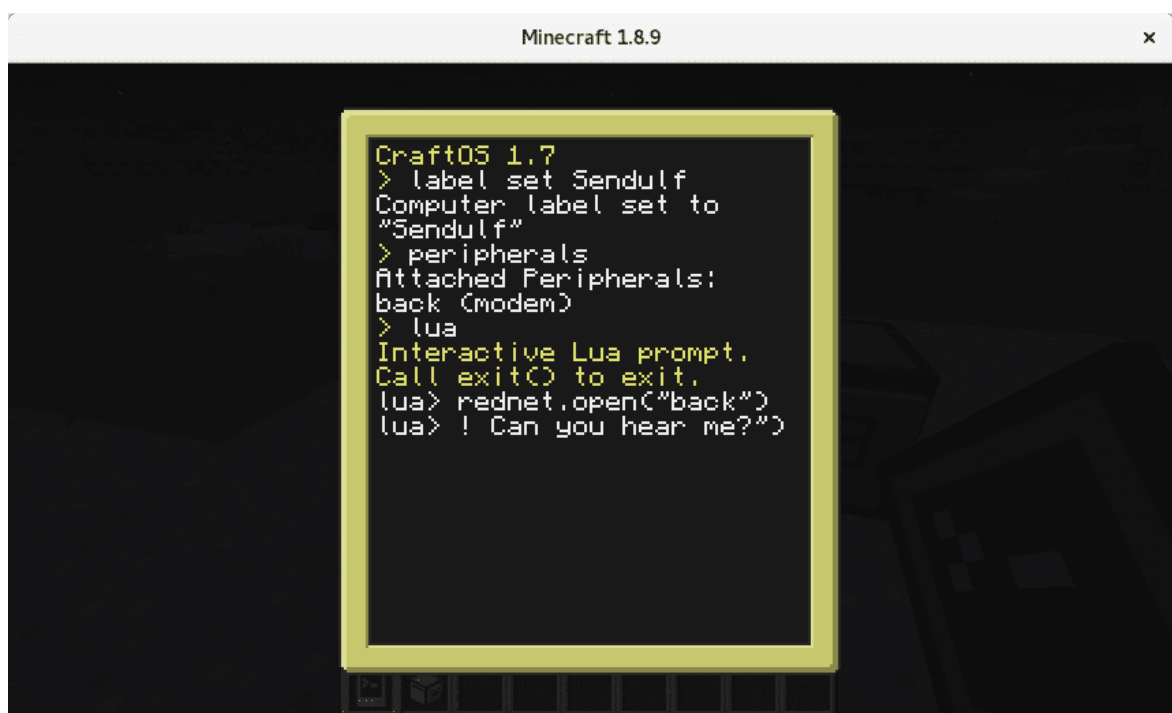 Minecraft 1.8.9
CraftOS 1.7
> label set Sendulf
Computer label set to
"Sendulf"
> peripherals
Attached Peripherals:
back (modem)
> lua
Interactive Lua prompt.
Call exit() to exit.
lua> rednet.open("back")
lua> ! Can you hear me?")